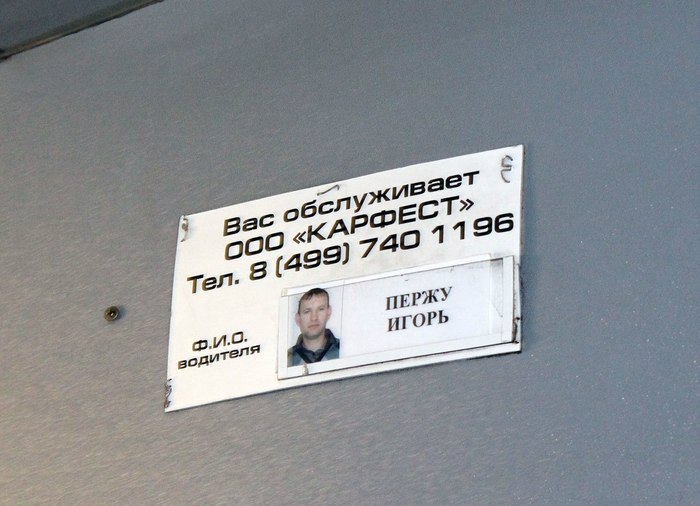 Вас обслуживает
ООО «КАРФЕСТ»
Тел. 8 (499) 740 1196
Ф.И.О.
водителя
ПЕРЖУ
ИГОРЬ